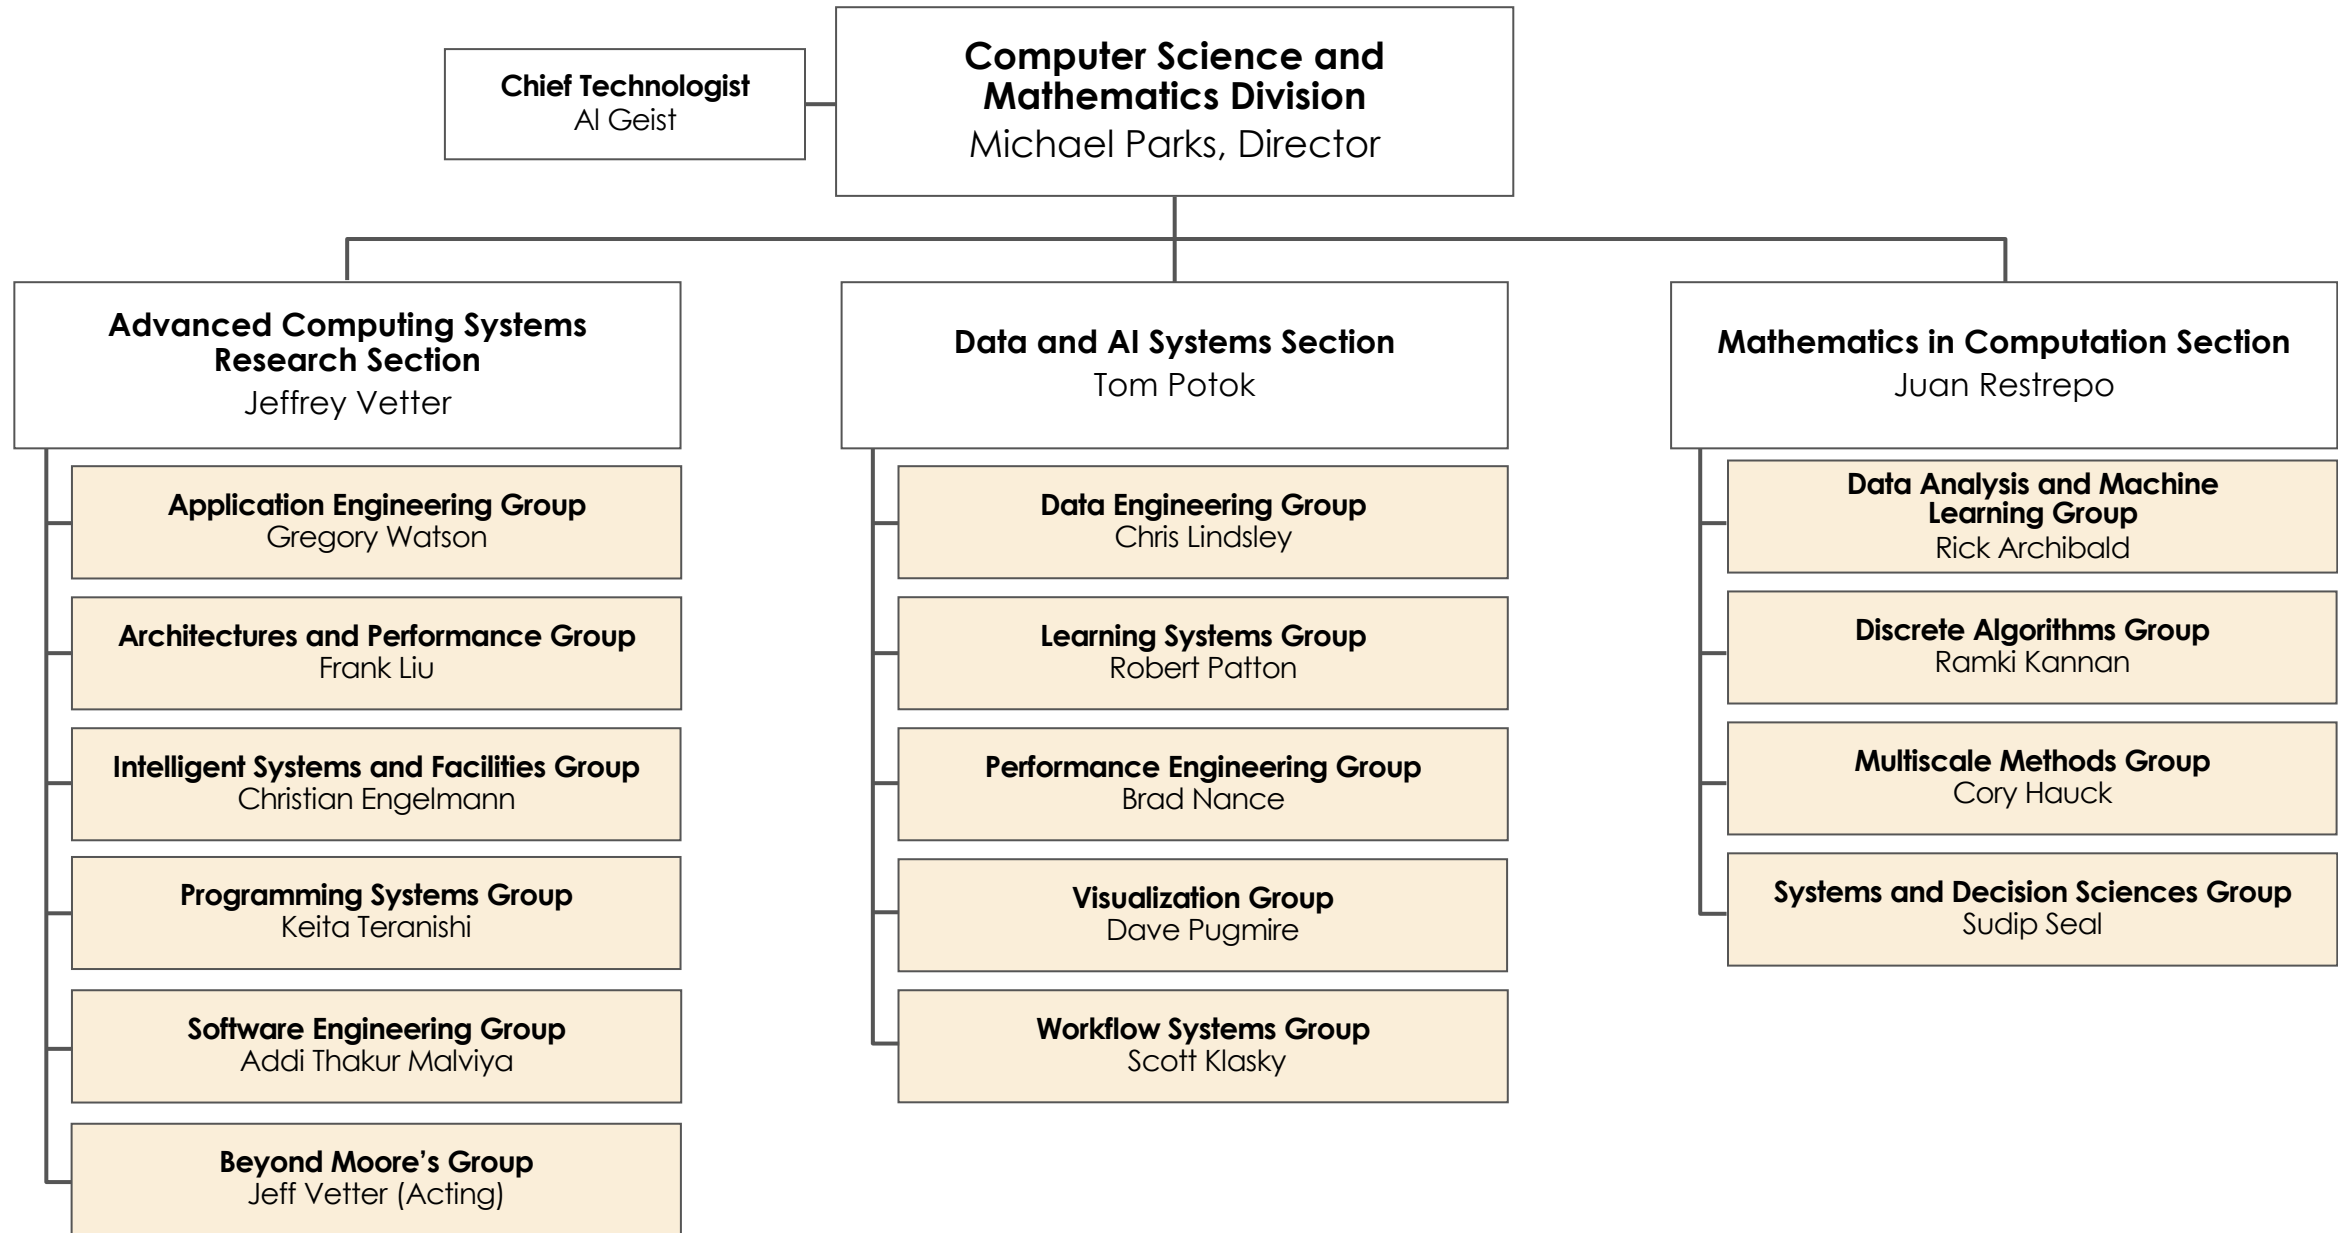 Chief Technologist
Al Geist
Computer Science and
Mathematics Division
Michael Parks, Director
Advanced Computing Systems
Research Section
Jeffrey Vetter
Application Engineering Group
Gregory Watson
Architectures and Performance Group
Frank Liu
Intelligent Systems and Facilities Group
Christian Engelmann
Programming Systems Group
Keita Teranishi
Software Engineering Group
Addi Thakur Malviya
Beyond Moore’s Group
Jeff Vetter (Acting)
Data and AI Systems Section
Tom Potok
Data Engineering Group
Chris Lindsley
Learning Systems Group
Robert Patton
Performance Engineering Group
Brad Nance
Visualization Group
Dave Pugmire
Workflow Systems Group
Scott Klasky
Mathematics in Computation Section
Juan Restrepo
Data Analysis and Machine
Learning Group
Rick Archibald
Discrete Algorithms Group
Ramki Kannan
Multiscale Methods Group
Cory Hauck
Systems and Decision Sciences Group
Sudip Seal